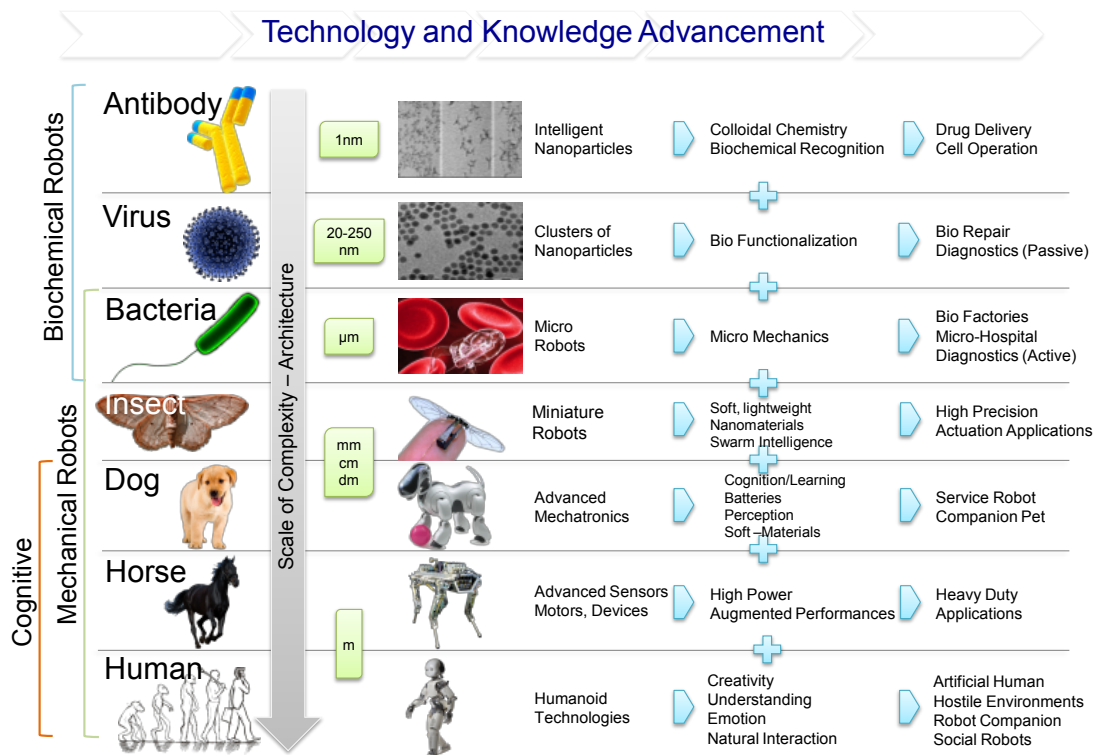 Technology and Knowledge Advancement
Biochemical Robots
Mechanical Robots
Cognitive
Scale of Complexity – Architecture
Antibody
1nm
Intelligent
Nanoparticles
Colloidal Chemistry
Biochemical Recognition
Drug Delivery
Cell Operation
Virus
20-250
nm
Clusters of
Nanoparticles
Bio Functionalization
Bio Repair
Diagnostics (Passive)
Bacteria
µm
Micro
Robots
Micro Mechanics
Bio Factories
Micro-Hospital
Diagnostics (Active)
Insect
mm
cm
dm
Miniature
Robots
Soft, lightweight
Nanomaterials
Swarm Intelligence
High Precision
Actuation Applications
Dog
Advanced
Mechatronics
Cognition/Learning
Batteries
Perception
Soft –Materials
Service Robot
Companion Pet
Horse
m
Advanced Sensors
Motors, Devices
High Power
Augmented Performances
Heavy Duty
Applications
Human
Humanoid
Technologies
Creativity
Understanding
Emotion
Natural Interaction
Artificial Human
Hostile Environments
Robot Companion
Social Robots